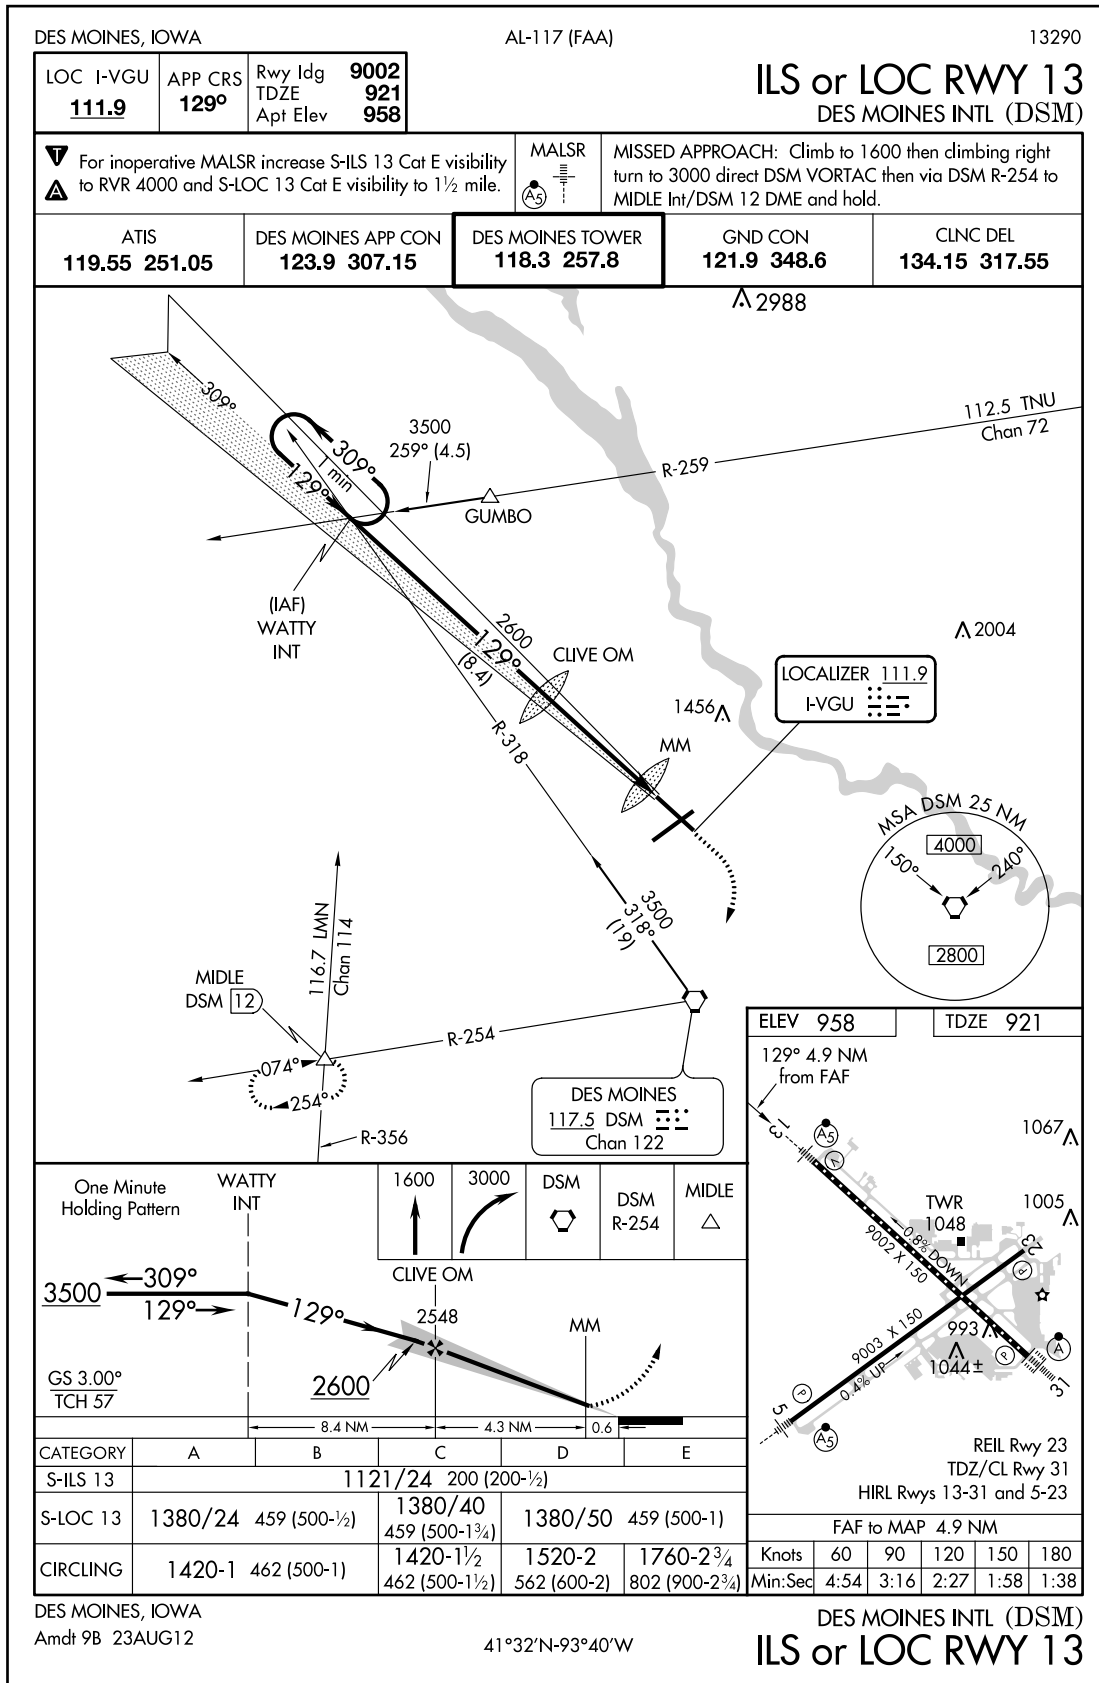 DES MOINES, IOWA
AL-117 (FAA)
13290
LOC I-VGU
111.9
APP CRS
129°
Rwy ldg 9002
TDZE 921
Apt Elev 958
ILS or LOC RWY 13
DES MOINES INTL (DSM)
T
A
For inoperative MALSR increase S-ILS 13 Cat E visibility
to RVR 4000 and S-LOC 13 Cat E visibility to 1½ mile.
MALSR
A5
MISSED APPROACH: Climb to 1600 then climbing right
turn to 3000 direct DSM VORTAC then via DSM R-254 to
MIDLE Int/DSM 12 DME and hold.
ATIS
119.55 251.05
DES MOINES APP CON
123.9 307.15
DES MOINES TOWER
118.3 257.8
GND CON
121.9 348.6
CLNC DEL
134.15 317.55
2988
309°
309°
129°
1 min
3500
259° (4.5)
GUMBO
R-259
112.5 TNU
Chan 72
(IAF)
WATTY
INT
2600
129°
(8.4)
CLIVE OM
2004
LOCALIZER 111.9
I-VGU
1456
MM
R-318
MSA DSM 25 NM
4000
150°
240°
2800
3500
318°
(19)
116.7 LMN
Chan 114
MIDLE
DSM 12
R-254
074°
254°
R-356
DES MOINES
117.5 DSM
Chan 122
ELEV 958
TDZE 921
129° 4.9 NM
from FAF
13
A5
V
1067
TWR
1048
1005
0.8% DOWN
9002 X 150
23
P
9003 X 150
0.4% UP
993
1044±
P
A
31
P
5
A5
REIL Rwy 23
TDZ/CL Rwy 31
HIRL Rwys 13-31 and 5-23
FAF to MAP 4.9 NM
Knots 60 90 120 150 180
Min:Sec 4:54 3:16 2:27 1:58 1:38
One Minute
Holding Pattern
WATTY
INT
1600
3000
DSM
DSM
R-254
MIDLE
3500
309°
129°
129°
CLIVE OM
2548
2600
MM
GS 3.00°
TCH 57
8.4 NM
4.3 NM
0.6
CATEGORY A B C D E
S-ILS 13 1121/24 200 (200-½)
S-LOC 13 1380/24 459 (500-½) 1380/40 459 (500-1¾) 1380/50 459 (500-1)
CIRCLING 1420-1 462 (500-1) 1420-1½ 462 (500-1½) 1520-2 562 (600-2) 1760-2¾ 802 (900-2¾)
DES MOINES, IOWA
Amdt 9B 23AUG12
41°32'N-93°40'W
DES MOINES INTL (DSM)
ILS or LOC RWY 13